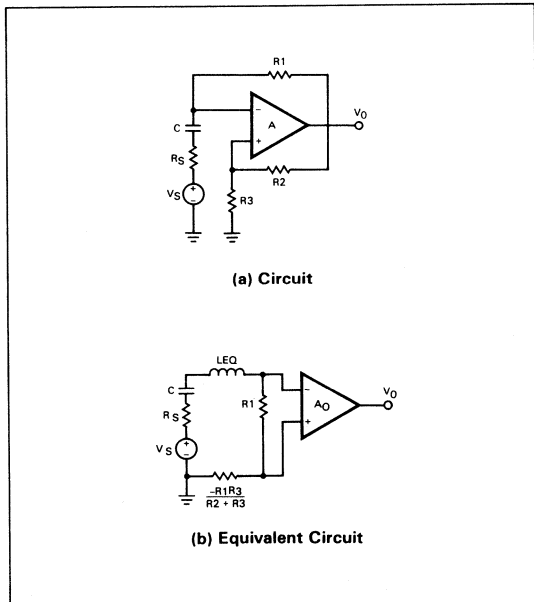 R1
V0
−
A
+
C
RS
R2
VS
+
−
R3
(a) Circuit
LEQ
C
−
V0
R1
AO
RS
+
VS
+
−
−R1R3
R2 + R3
(b) Equivalent Circuit